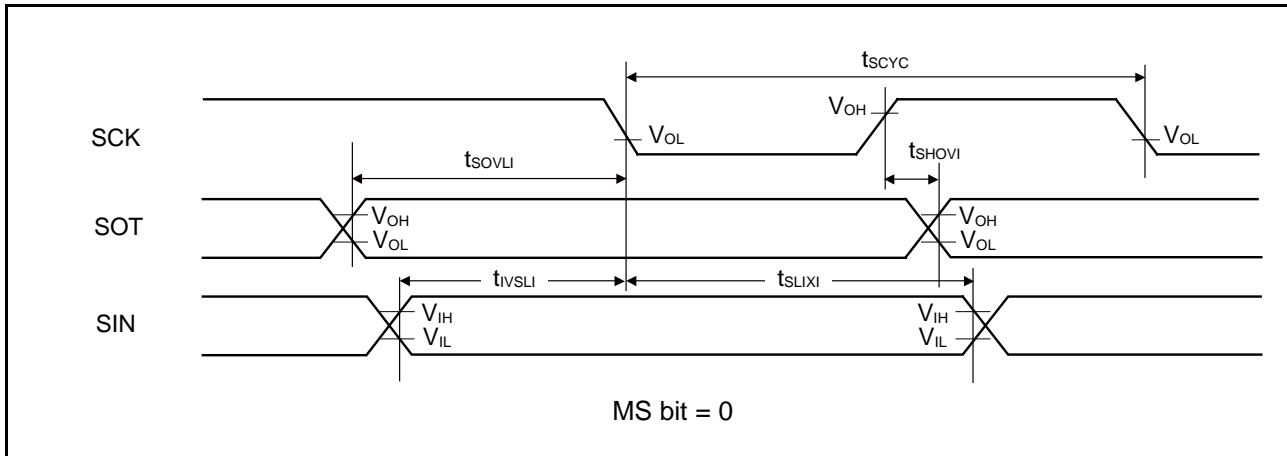 tSCYC
SCK
VOH
VOL
VOL
tSOVLI
tSHOVI
SOT
VOH
VOH
VOL
VOL
tIVSLI
tSLIXI
SIN
VIH
VIH
VIL
VIL
MS bit = 0